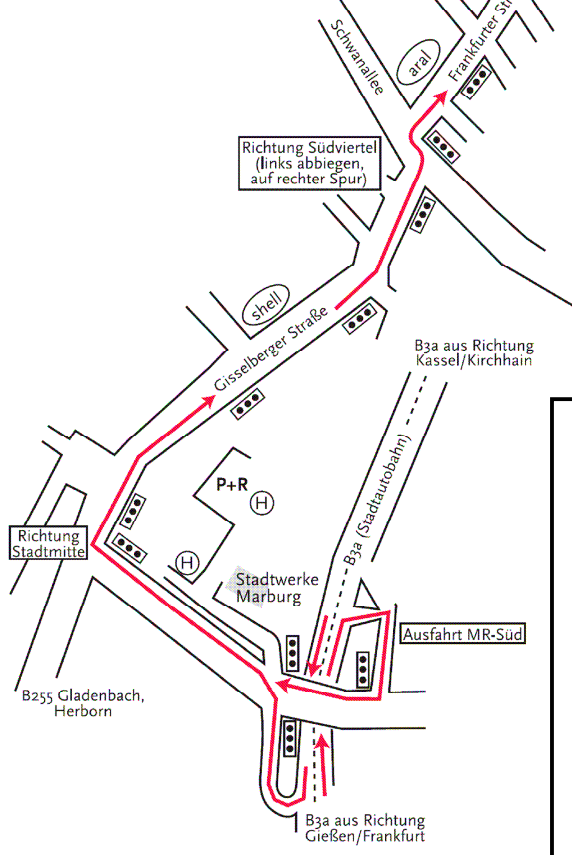 Schwanallee
aral
Frankfurter Str
Richtung Südviertel
(links abbiegen,
auf rechter Spur)
shell
Gisselberger Straße
B3a aus Richtung
Kassel/Kirchhain
P+R
H
B3a (Stadtautobahn)
Richtung
Stadtmitte
H
Stadtwerke
Marburg
Ausfahrt MR-Süd
B255 Gladenbach,
Herborn
B3a aus Richtung
Gießen/Frankfurt